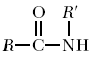 O R′
R—C—NH